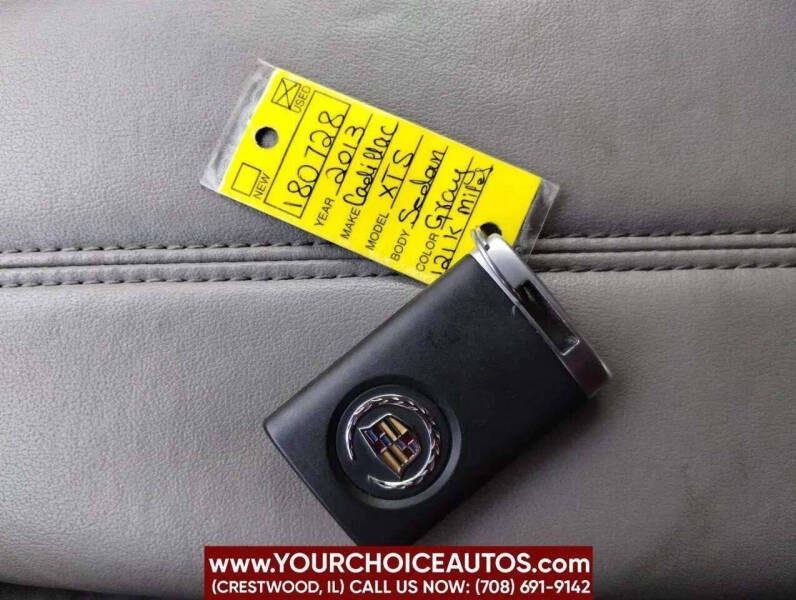 USED
NEW
180728
YEAR 2013
MAKE Cadillac
MODEL XTS
BODY Sedan
COLOR Gray
miles
www.YOURCHOICEAUTOS.com
(CRESTWOOD, IL) CALL US NOW: (708) 691-9142